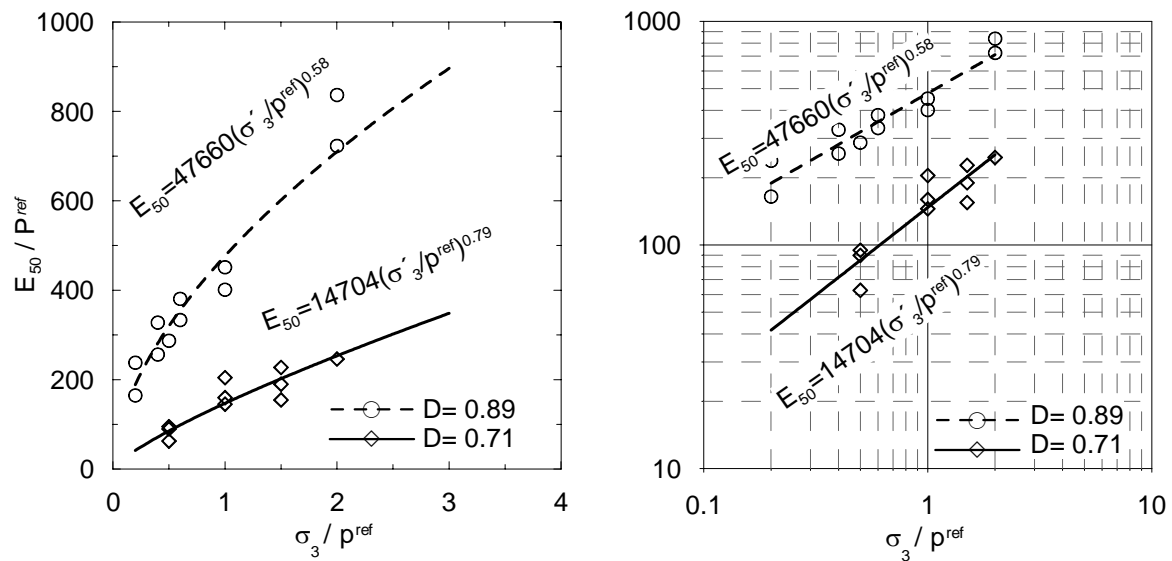 1000
800
600
400
200
0
E₅₀ / Pʳᵉᶠ
E₅₀=47660(σ´₃/pʳᵉᶠ)⁰·⁵⁸
E₅₀=14704(σ´₃/pʳᵉᶠ)⁰·⁷⁹
D= 0.89
D= 0.71
0 1 2 3 4
σ₃ / pʳᵉᶠ
1000
100
10
E₅₀=47660(σ´₃/pʳᵉᶠ)⁰·⁵⁸
E₅₀=14704(σ´₃/pʳᵉᶠ)⁰·⁷⁹
D= 0.89
D= 0.71
0.1 1 10
σ₃ / pʳᵉᶠ